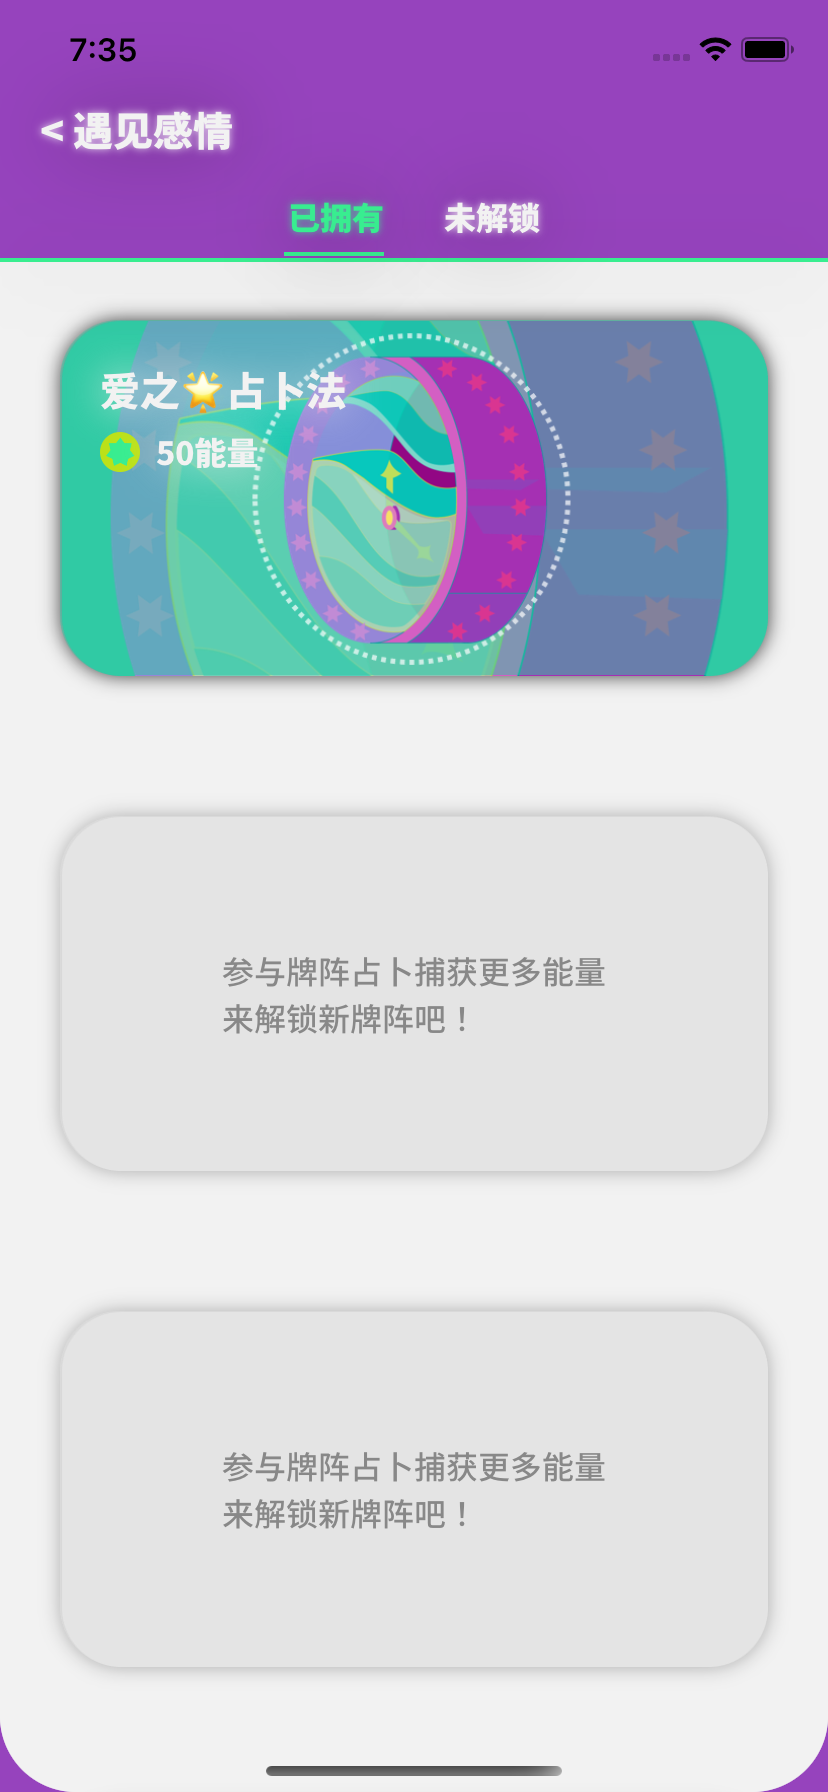 7:35
< 遇见感情
已拥有 未解锁
爱之🌟占卜法
50能量
参与牌阵占卜捕获更多能量
来解锁新牌阵吧！
参与牌阵占卜捕获更多能量
来解锁新牌阵吧！